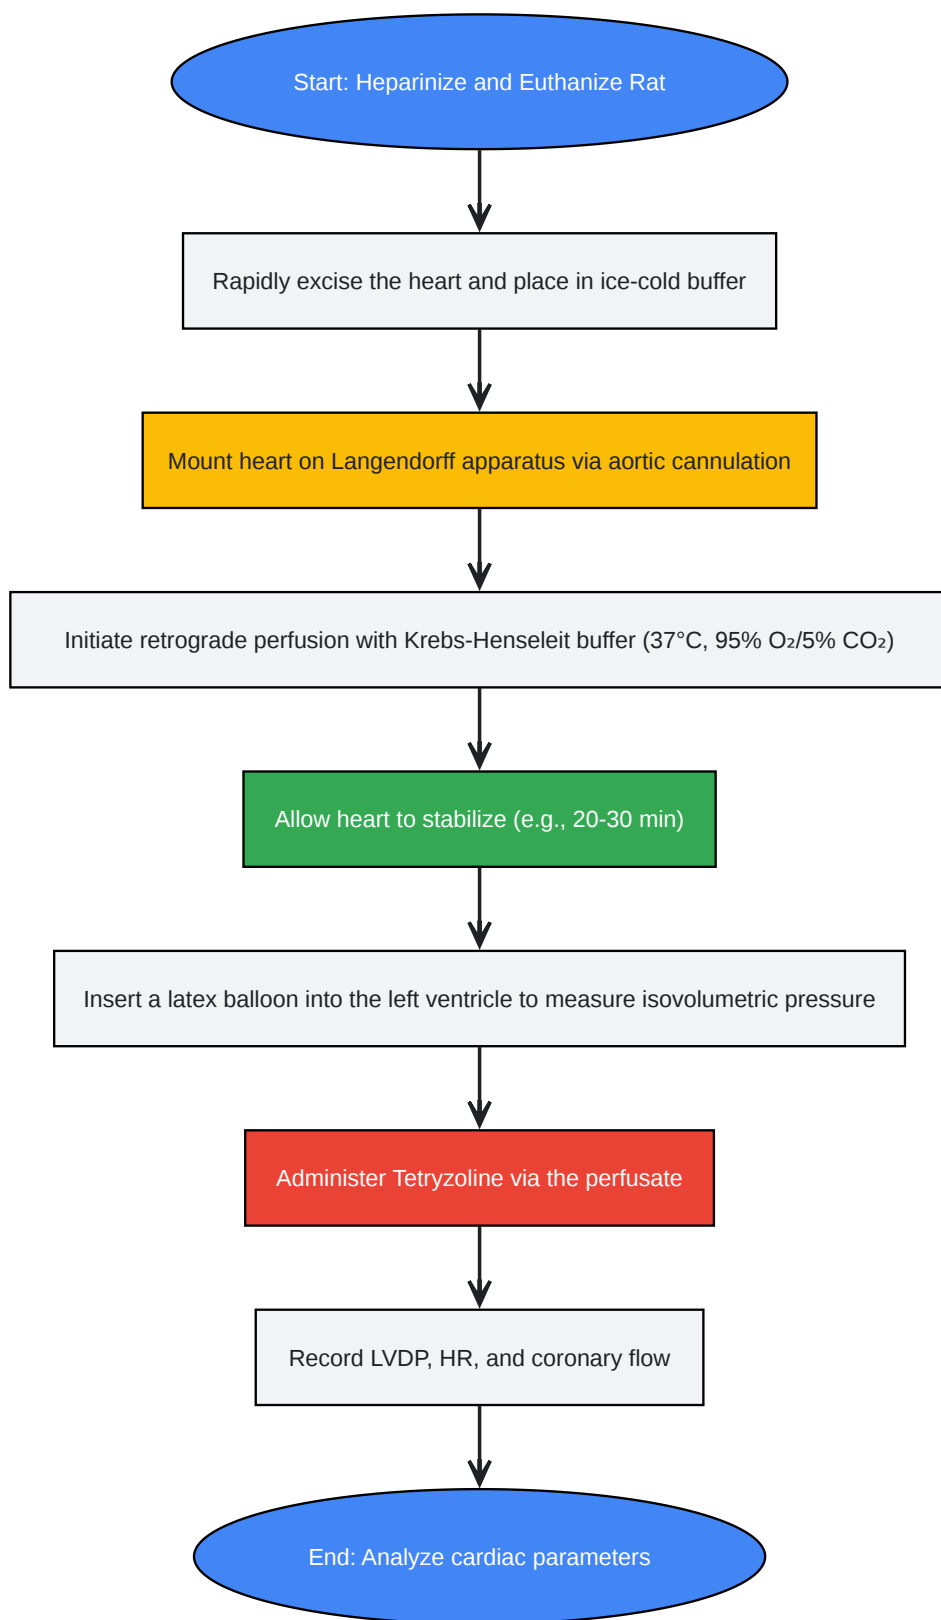 Start: Heparinize and Euthanize Rat
Rapidly excise the heart and place in ice-cold buffer
Mount heart on Langendorff apparatus via aortic cannulation
Initiate retrograde perfusion with Krebs-Henseleit buffer (37°C, 95% O₂/5% CO₂)
Allow heart to stabilize (e.g., 20-30 min)
Insert a latex balloon into the left ventricle to measure isovolumetric pressure
Administer Tetryzoline via the perfusate
Record LVDP, HR, and coronary flow
End: Analyze cardiac parameters